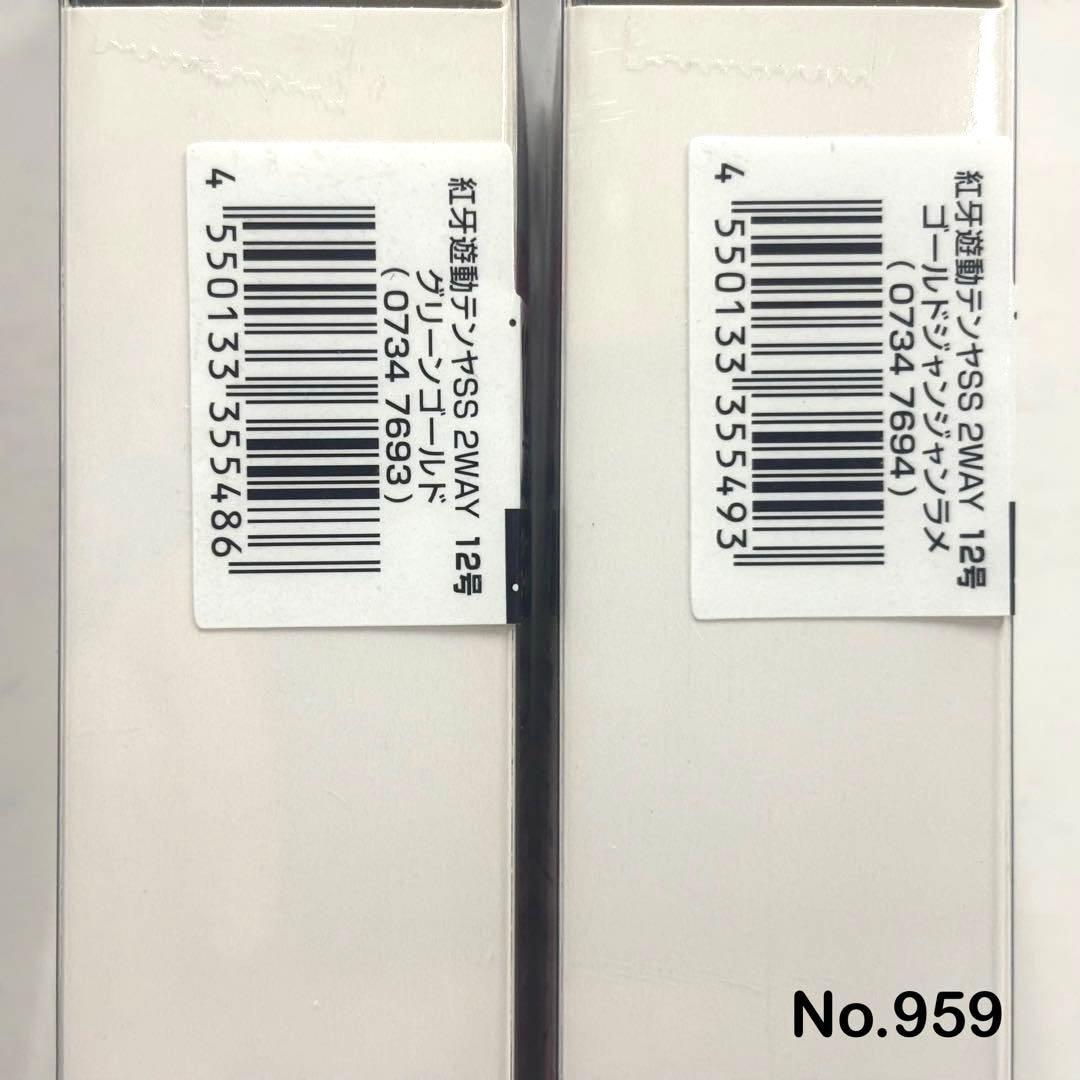 紅牙遊動テンヤSS 2WAY 12号
グリーンゴールド
(0734 7693)
4 550133 355486
紅牙遊動テンヤSS 2WAY 12号
ゴールドジャンジャンラメ
(0734 7694)
4 550133 355493
No.959